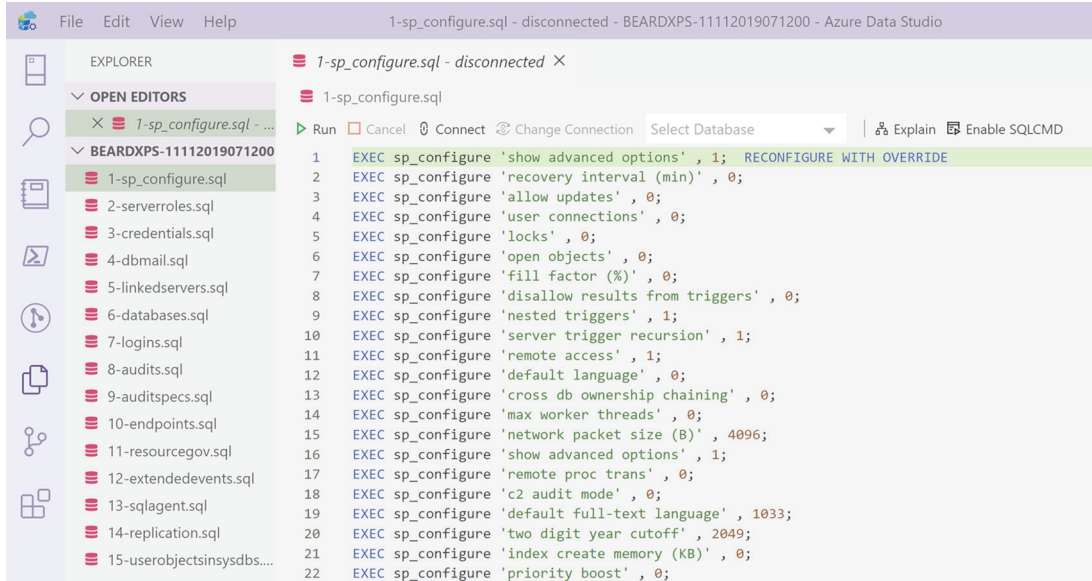 File Edit View Help 1-sp_configure.sql - disconnected - BEARDXPS-11112019071200 - Azure Data Studio
EXPLORER
OPEN EDITORS
1-sp_configure.sql - ...
BEARDXPS-11112019071200
1-sp_configure.sql
2-serverroles.sql
3-credentials.sql
4-dbmail.sql
5-linkedservers.sql
6-databases.sql
7-logins.sql
8-audits.sql
9-auditspecs.sql
10-endpoints.sql
11-resourcegov.sql
12-extendedevents.sql
13-sqlagent.sql
14-replication.sql
15-userobjectsinsysdbs....
1-sp_configure.sql - disconnected
1-sp_configure.sql
Run Cancel Connect Change Connection Select Database Explain Enable SQLCMD
1 EXEC sp_configure 'show advanced options' , 1;  RECONFIGURE WITH OVERRIDE
2 EXEC sp_configure 'recovery interval (min)' , 0;
3 EXEC sp_configure 'allow updates' , 0;
4 EXEC sp_configure 'user connections' , 0;
5 EXEC sp_configure 'locks' , 0;
6 EXEC sp_configure 'open objects' , 0;
7 EXEC sp_configure 'fill factor (%)' , 0;
8 EXEC sp_configure 'disallow results from triggers' , 0;
9 EXEC sp_configure 'nested triggers' , 1;
10 EXEC sp_configure 'server trigger recursion' , 1;
11 EXEC sp_configure 'remote access' , 1;
12 EXEC sp_configure 'default language' , 0;
13 EXEC sp_configure 'cross db ownership chaining' , 0;
14 EXEC sp_configure 'max worker threads' , 0;
15 EXEC sp_configure 'network packet size (B)' , 4096;
16 EXEC sp_configure 'show advanced options' , 1;
17 EXEC sp_configure 'remote proc trans' , 0;
18 EXEC sp_configure 'c2 audit mode' , 0;
19 EXEC sp_configure 'default full-text language' , 1033;
20 EXEC sp_configure 'two digit year cutoff' , 2049;
21 EXEC sp_configure 'index create memory (KB)' , 0;
22 EXEC sp_configure 'priority boost' , 0;